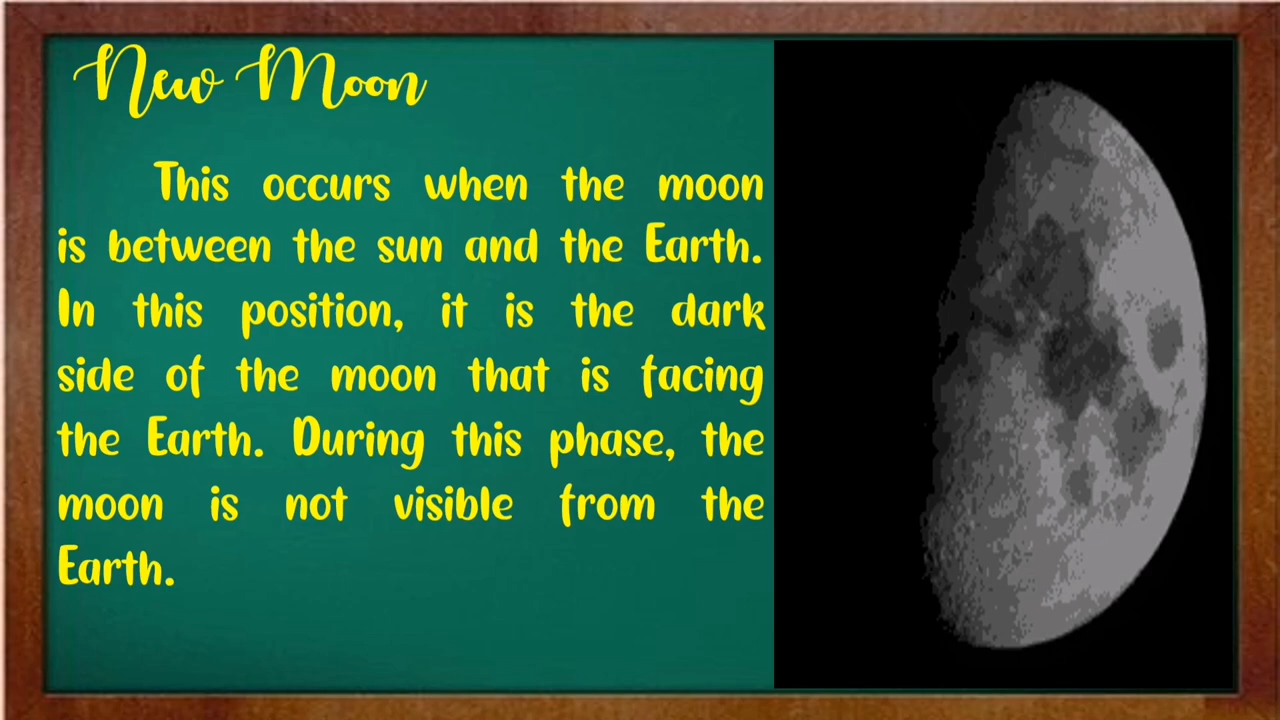 New Moon
This occurs when the moon
is between the sun and the Earth.
In this position, it is the dark
side of the moon that is facing
the Earth. During this phase, the
moon is not visible from the
Earth.